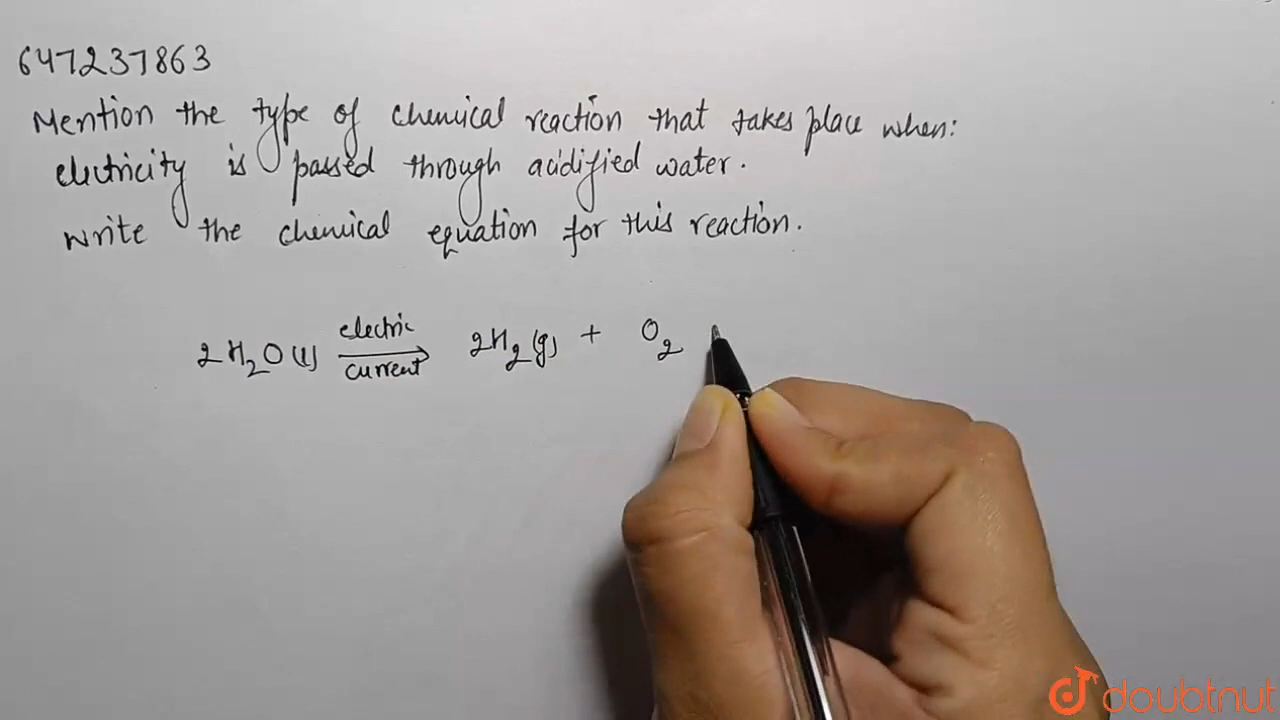 647237863
Mention the type of chemical reaction that takes place when:
electricity is passed through acidified water.
write the chemical equation for this reaction.
2H₂O(l) electric current → 2H₂(g) + O₂
doubtnut